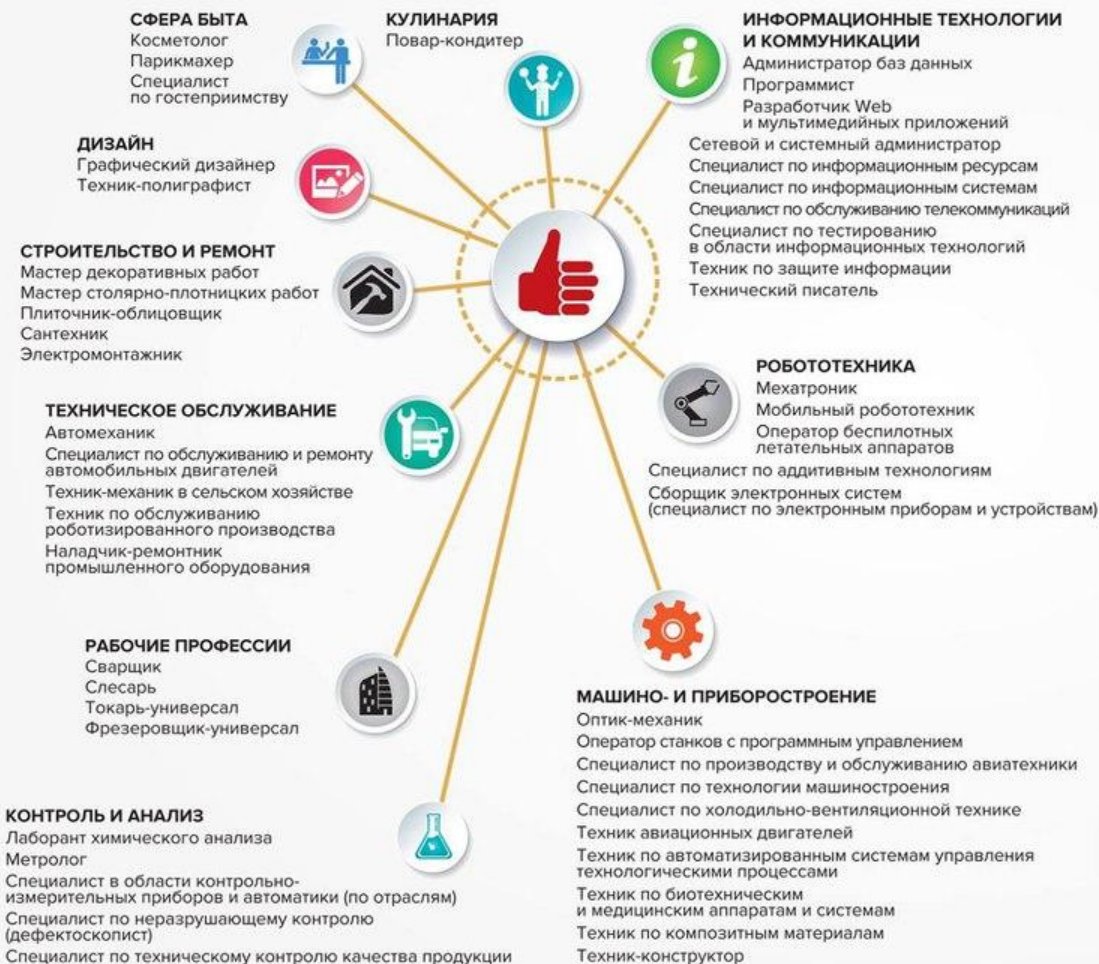 СФЕРА БЫТА
Косметолог
Парикмахер
Специалист
по гостеприимству
КУЛИНАРИЯ
Повар-кондитер
ИНФОРМАЦИОННЫЕ ТЕХНОЛОГИИ
И КОММУНИКАЦИИ
Администратор баз данных
Программист
Разработчик Web
и мультимедийных приложений
Сетевой и системный администратор
Специалист по информационным ресурсам
Специалист по информационным системам
Специалист по обслуживанию телекоммуникаций
Специалист по тестированию
в области информационных технологий
Техник по защите информации
Технический писатель
ДИЗАЙН
Графический дизайнер
Техник-полиграфист
СТРОИТЕЛЬСТВО И РЕМОНТ
Мастер декоративных работ
Мастер столярно-плотницких работ
Плиточник-облицовщик
Сантехник
Электромонтажник
РОБОТОТЕХНИКА
Мехатроник
Мобильный робототехник
Оператор беспилотных
летательных аппаратов
Специалист по аддитивным технологиям
Сборщик электронных систем
(специалист по электронным приборам и устройствам)
ТЕХНИЧЕСКОЕ ОБСЛУЖИВАНИЕ
Автомеханик
Специалист по обслуживанию и ремонту
автомобильных двигателей
Техник-механик в сельском хозяйстве
Техник по обслуживанию
роботизированного производства
Наладчик-ремонтник
промышленного оборудования
РАБОЧИЕ ПРОФЕССИИ
Сварщик
Слесарь
Токарь-универсал
Фрезеровщик-универсал
МАШИНО- И ПРИБОРОСТРОЕНИЕ
Оптик-механик
Оператор станков с программным управлением
Специалист по производству и обслуживанию авиатехники
Специалист по технологии машиностроения
Специалист по холодильно-вентиляционной технике
Техник авиационных двигателей
Техник по автоматизированным системам управления
технологическими процессами
Техник по биотехническим
и медицинским аппаратам и системам
Техник по композитным материалам
Техник-конструктор
КОНТРОЛЬ И АНАЛИЗ
Лаборант химического анализа
Метролог
Специалист в области контрольно-
измерительных приборов и автоматики (по отраслям)
Специалист по неразрушающему контролю
(дефектоскопист)
Специалист по техническому контролю качества продукции